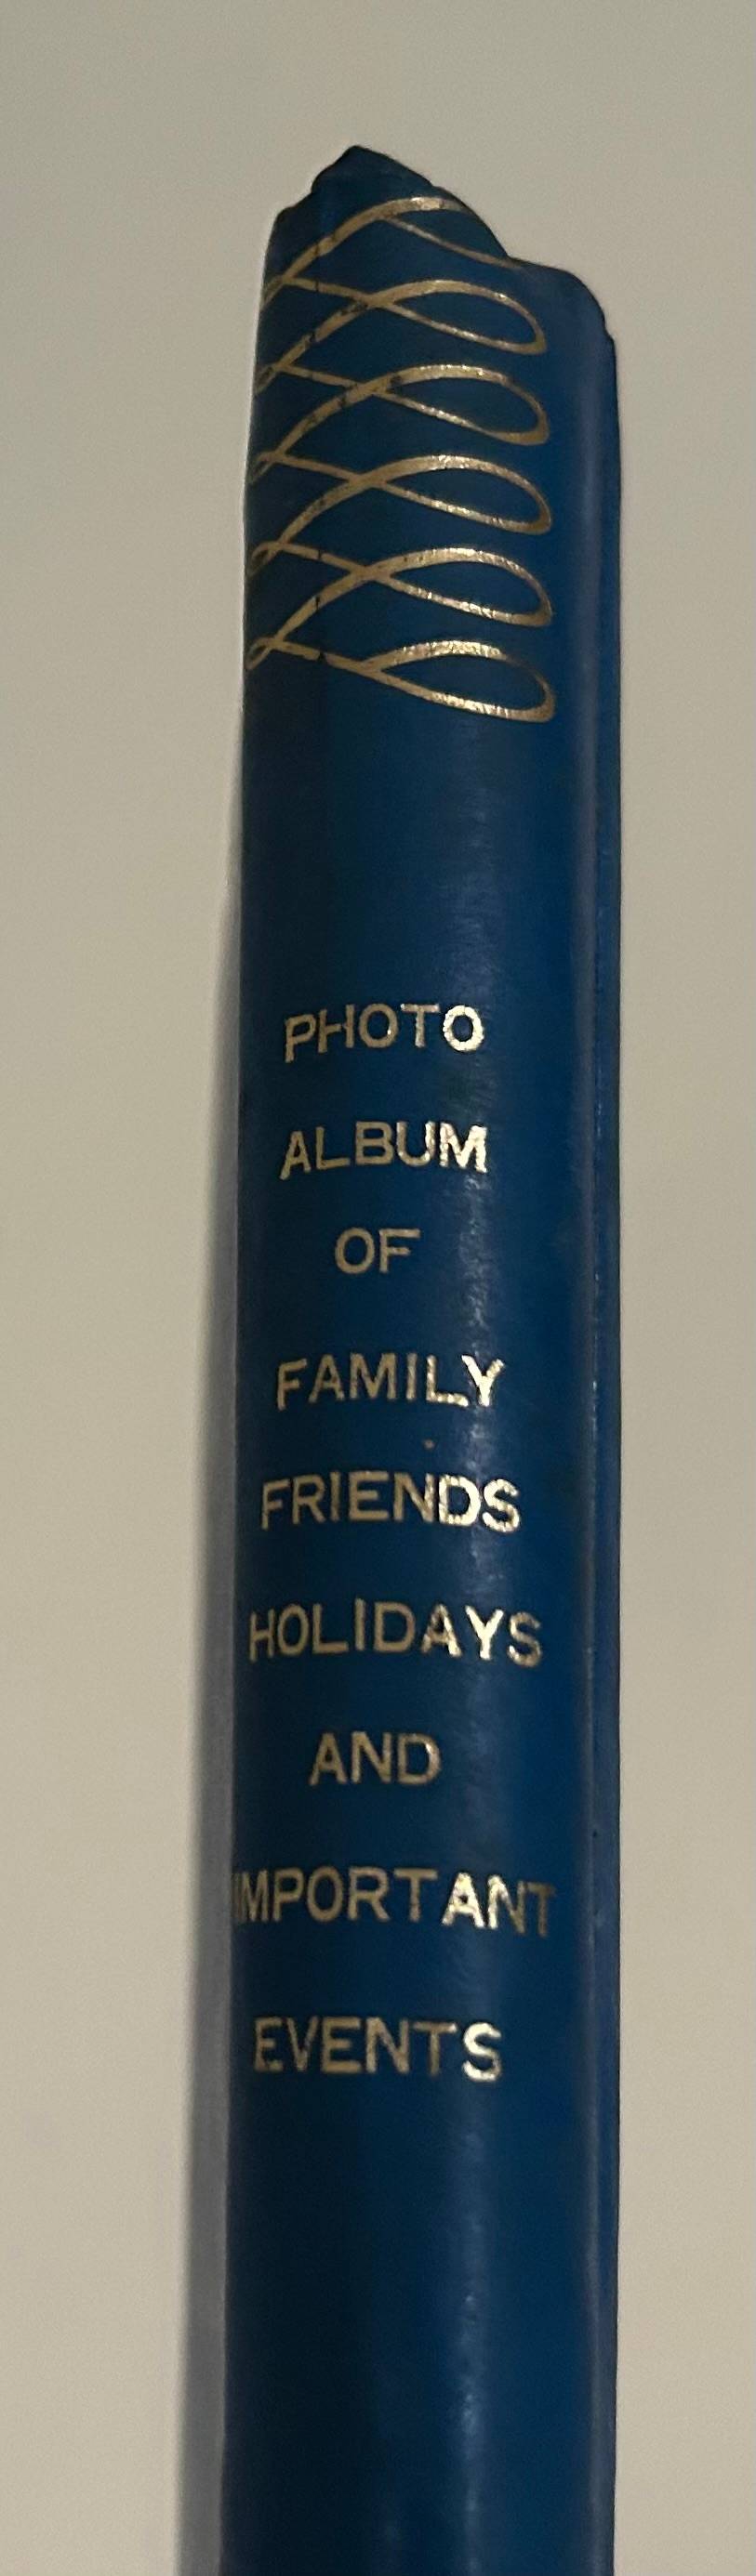 PHOTO
ALBUM
OF
FAMILY
FRIENDS
HOLIDAYS
AND
IMPORTANT
EVENTS